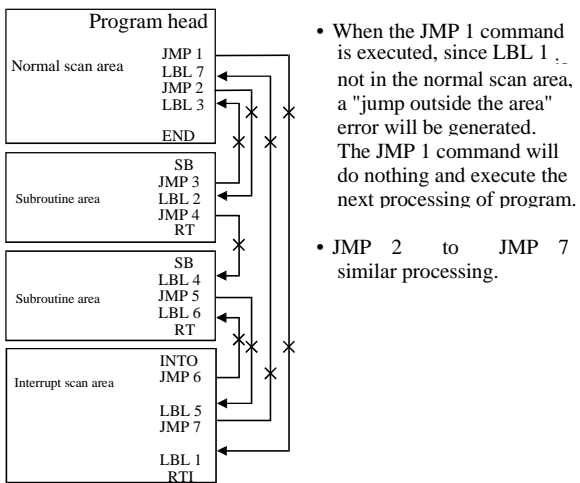 Program head
Normal scan area
JMP 1
LBL 7
JMP 2
LBL 3
END
Subroutine area
SB
JMP 3
LBL 2
JMP 4
RT
Subroutine area
SB
LBL 4
JMP 5
LBL 6
RT
Interrupt scan area
INTO
JMP 6
LBL 5
JMP 7
LBL 1
RTI
• When the JMP 1 command
is executed, since LBL 1
not in the normal scan area,
a "jump outside the area"
error will be generated.
The JMP 1 command will
do nothing and execute the
next processing of program.
• JMP 2 to JMP 7
similar processing.